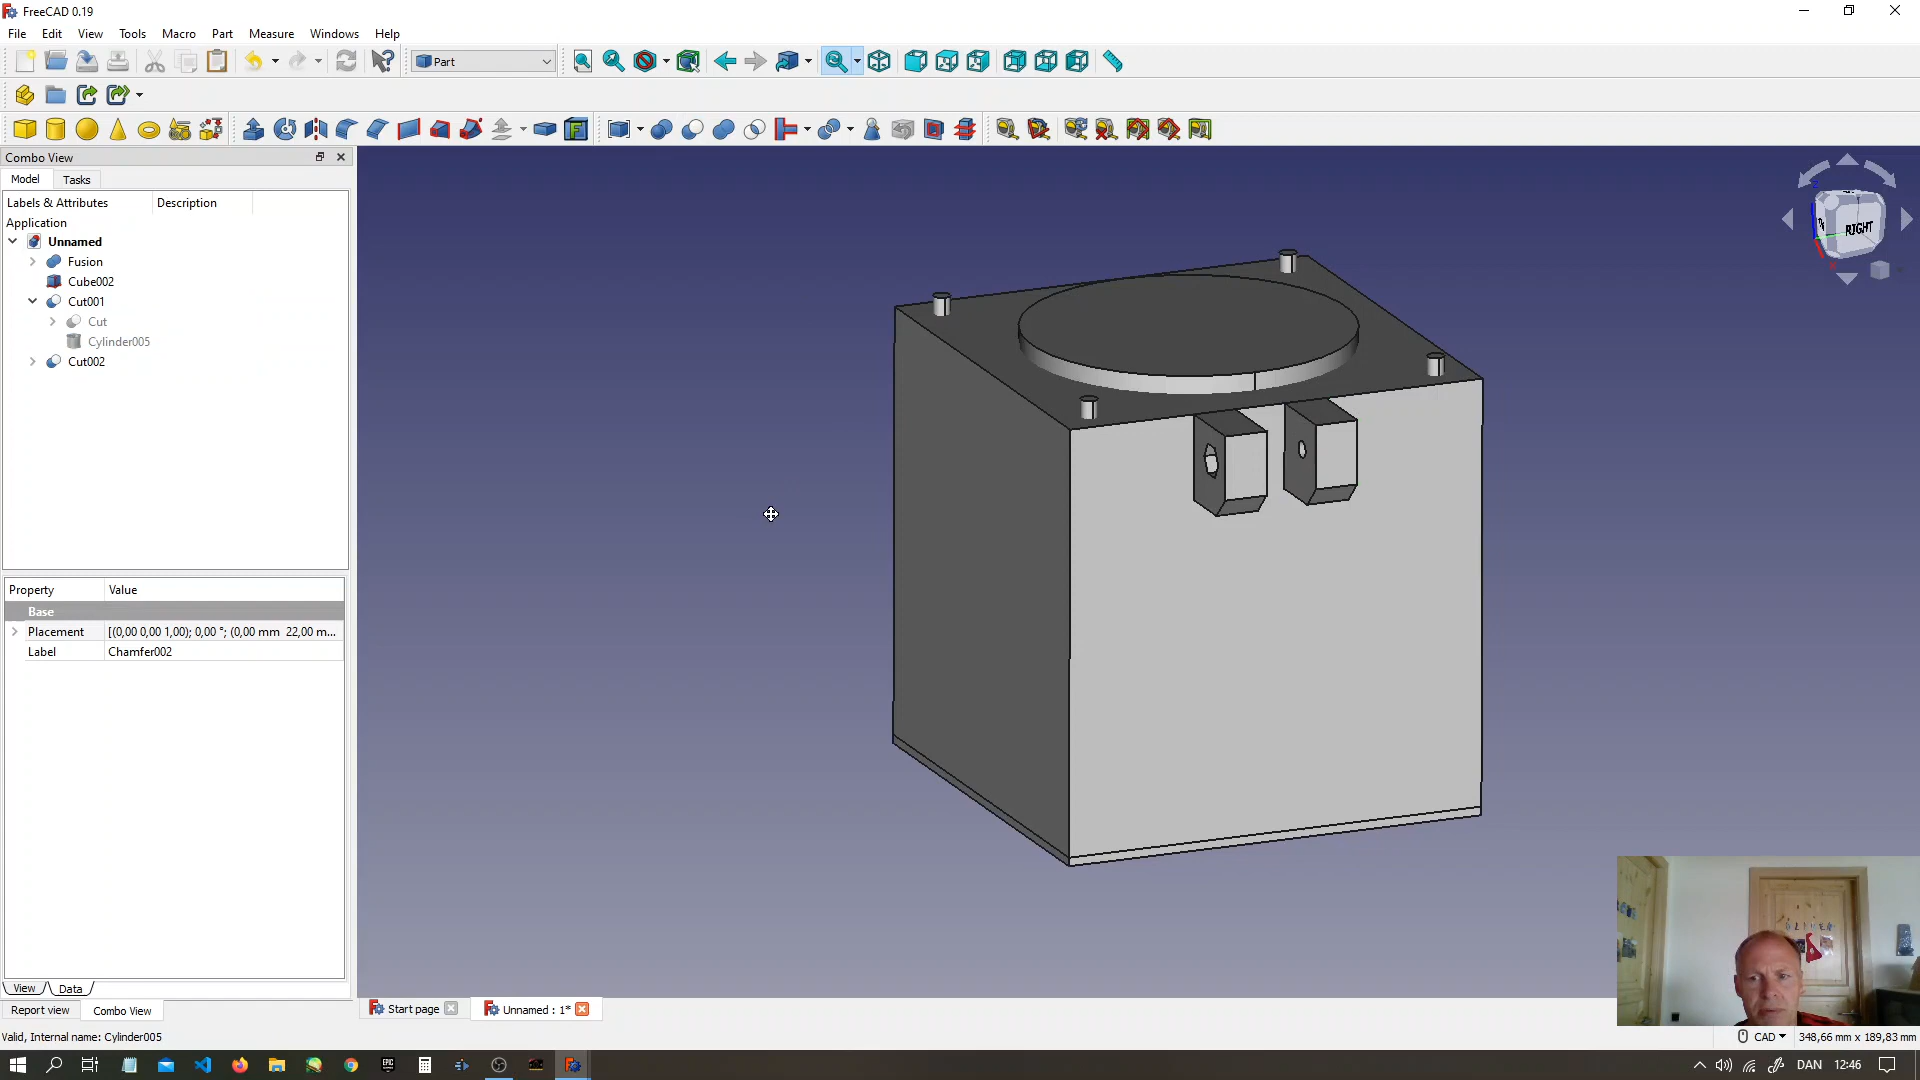 FreeCAD 0.19
File Edit View Tools Macro Part Measure Windows Help
Part
Combo View
Model Tasks
Labels & Attributes Description
Application
Unnamed
Fusion
Cube002
Cut001
Cut
Cylinder005
Cut002
RIGHT
Property Value
Base
Placement [(0,00 0,00 1,00); 0,00 °; (0,00 mm 22,00 m...
Label Chamfer002
View Data
Report view Combo View
Start page Unnamed : 1*
Valid, Internal name: Cylinder005
CAD 348,66 mm x 189,83 mm
EPIC
DAN 12:46